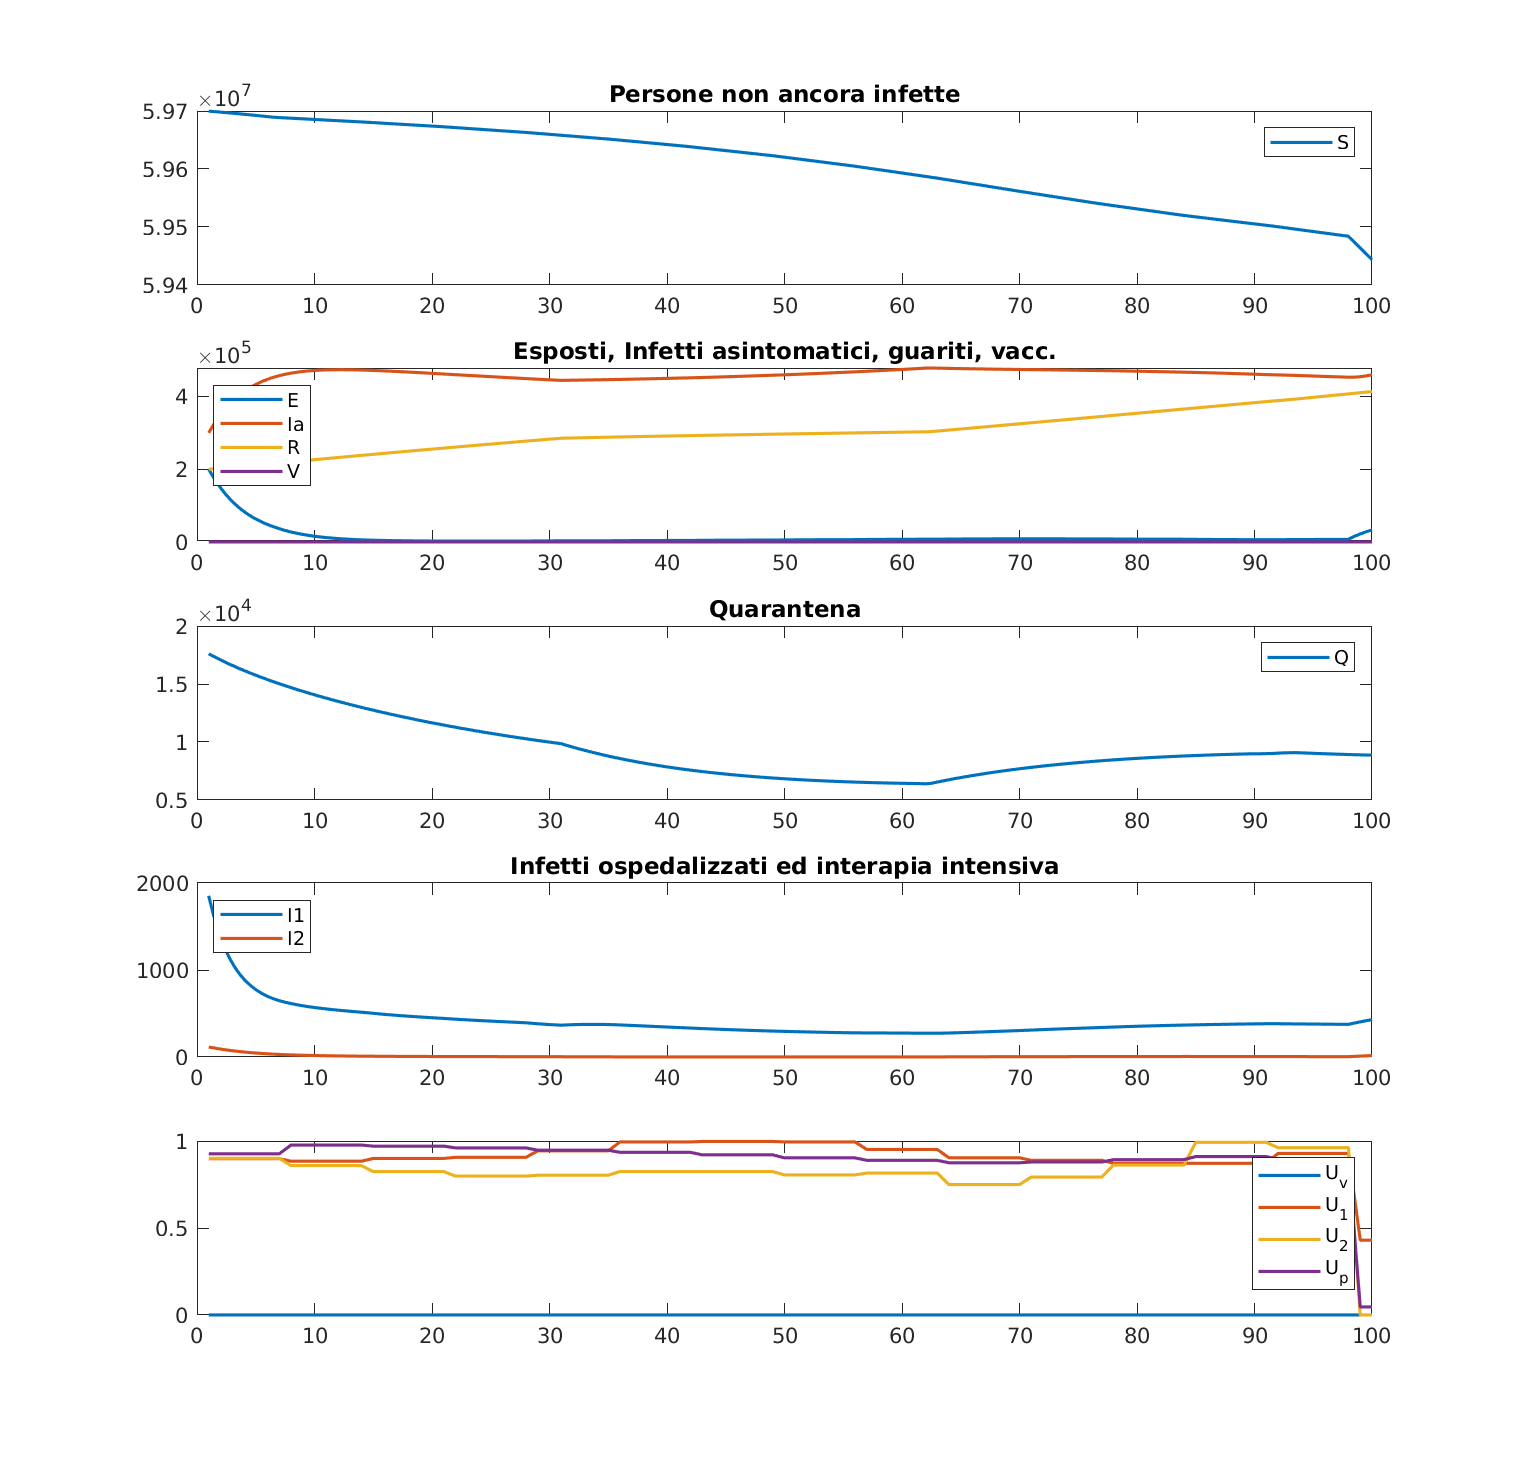 Persone non ancora infette
×10^7
5.97
5.96
5.95
5.94
S
0 10 20 30 40 50 60 70 80 90 100
Esposti, Infetti asintomatici, guariti, vacc.
×10^5
4
2
0
E
Ia
R
V
0 10 20 30 40 50 60 70 80 90 100
Quarantena
×10^4
2
1.5
1
0.5
Q
0 10 20 30 40 50 60 70 80 90 100
Infetti ospedalizzati ed interapia intensiva
2000
1000
0
I1
I2
0 10 20 30 40 50 60 70 80 90 100
1
0.5
0
U_v
U_1
U_2
U_p
0 10 20 30 40 50 60 70 80 90 100